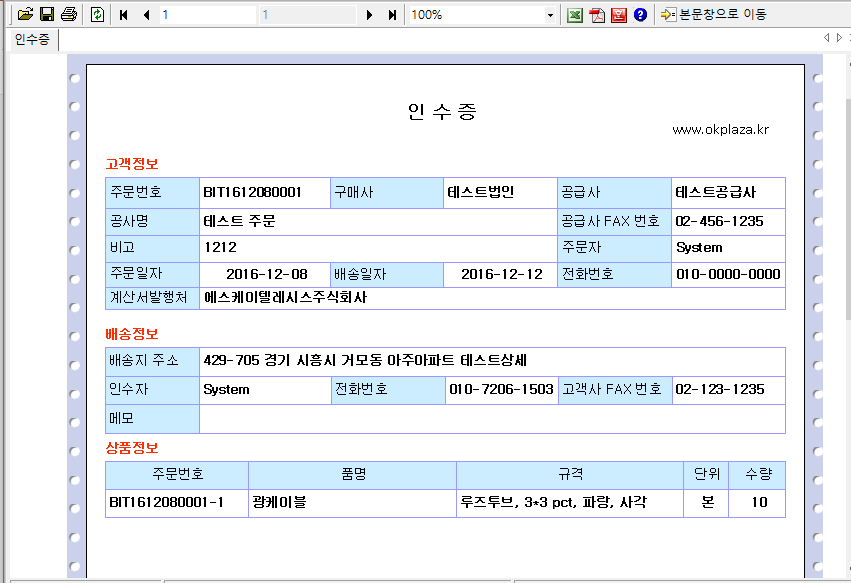 1 1 100% 본문창으로 이동
인수증
인 수 증
www.okplaza.kr
고객정보
주문번호 BIT1612080001 구매사 테스트법인 공급사 테스트공급사
공사명 테스트 주문 공급사 FAX 번호 02-456-1235
비고 1212 주문자 System
주문일자 2016-12-08 배송일자 2016-12-12 전화번호 010-0000-0000
계산서발행처 에스케이텔레시스주식회사
배송정보
배송지 주소 429-705 경기 시흥시 거모동 아주아파트 테스트상세
인수자 System 전화번호 010-7206-1503 고객사 FAX 번호 02-123-1235
메모
상품정보
주문번호 품명 규격 단위 수량
BIT1612080001-1 광케이블 루즈튜브, 3*3 pct, 파랑, 사각 본 10